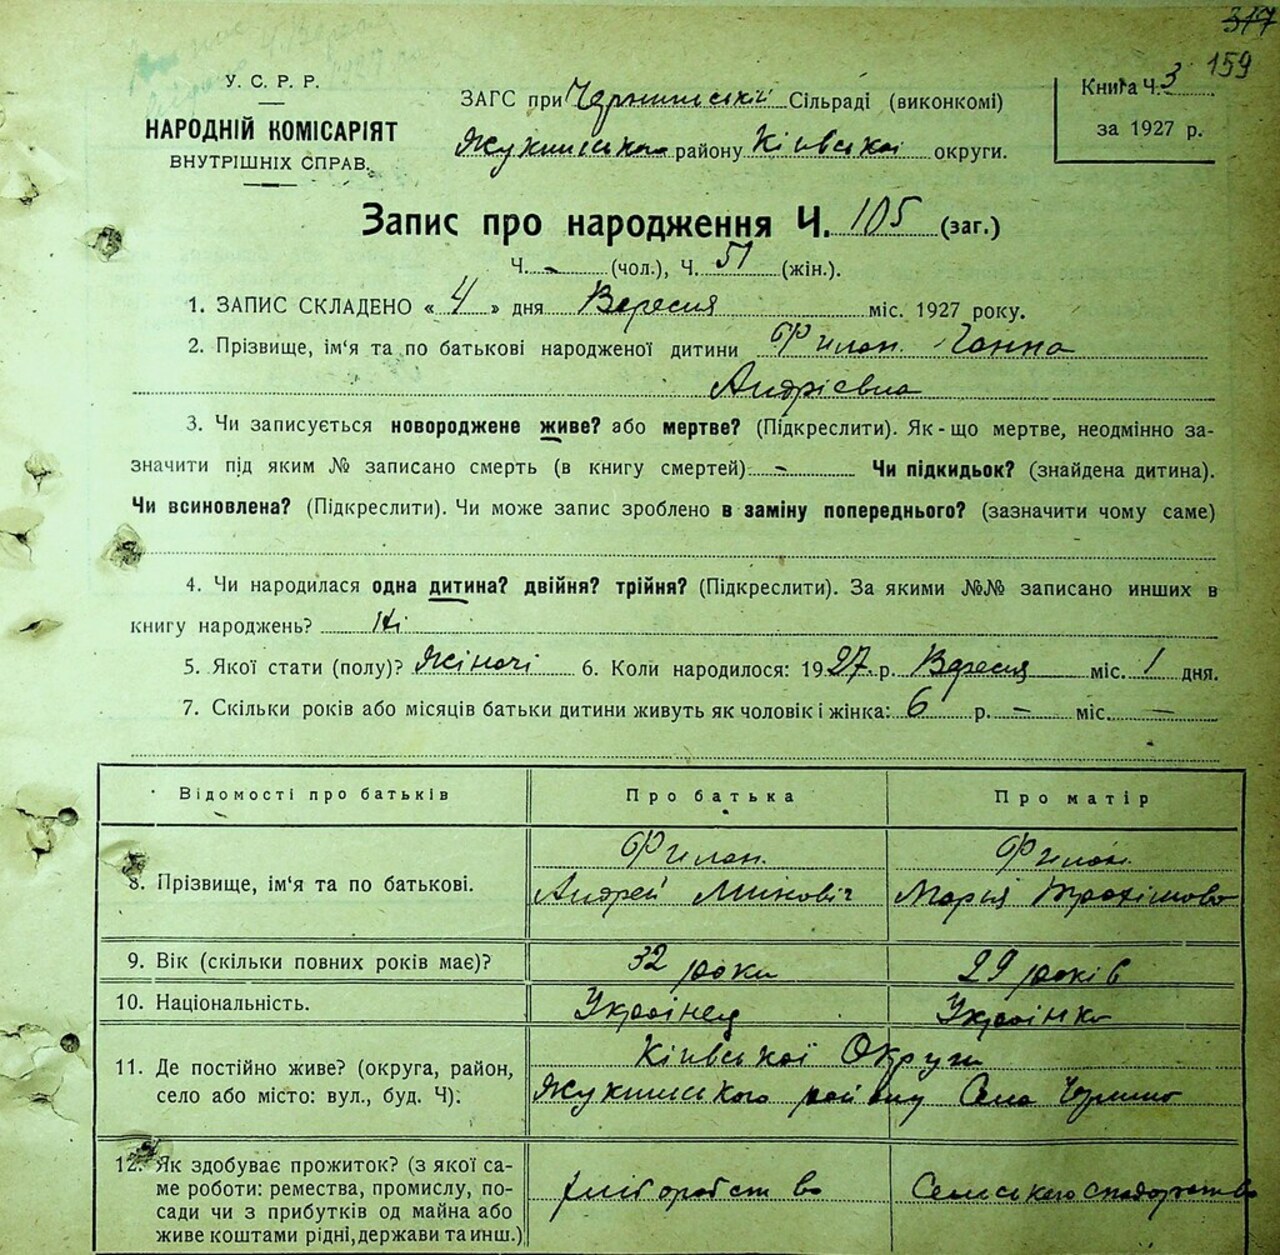 317
159
У. С. Р. Р.
НАРОДНІЙ КОМІСАРІЯТ
ВНУТРІШНІХ СПРАВ.
ЗАГС при Сільраді (виконкомі)
району Київської округи.
Книга Ч. 3
за 1927 р.
Запис про народження Ч. 105 (заг.)
Ч. - (чол.), Ч. 51 (жін.).
1. ЗАПИС СКЛАДЕНО « 4 » дня Вересня міс. 1927 року.
2. Прізвище, ім'я та по батькові народженої дитини Филон. Ганна
Андрієвна
3. Чи записується новороджене живе? або мертве? (Підкреслити). Як-що мертве, неодмінно за-
значити під яким № записано смерть (в книгу смертей) - Чи підкидьок? (знайдена дитина).
Чи всиновлена? (Підкреслити). Чи може запис зроблено в заміну попереднього? (зазначити чому саме)
4. Чи народилася одна дитина? двійня? трійня? (Підкреслити). За якими №№ записано инших в
книгу народжень? Ні
5. Якої стати (полу)? Жіночі 6. Коли народилося: 1927 р. Вересня міс. 1 дня.
7. Скільки років або місяців батьки дитини живуть як чоловік і жінка: 6 р. — міс. —
Відомості про батьків Про батька Про матір
8. Прізвище, ім'я та по батькові. Филон. Андрей Минович Филон. Марія Трохімова
9. Вік (скільки повних років має)? 32 роки 29 років
10. Національність. Українец Українка
11. Де постійно живе? (округа, район, село або місто: вул., буд. Ч). Київської Округи
району Села
12. Як здобуває прожиток? (з якої са-
ме роботи: ремества, промислу, по-
сади чи з прибутків од майна або
живе коштами рідні, держави та инш.)
хліборобство Сельського